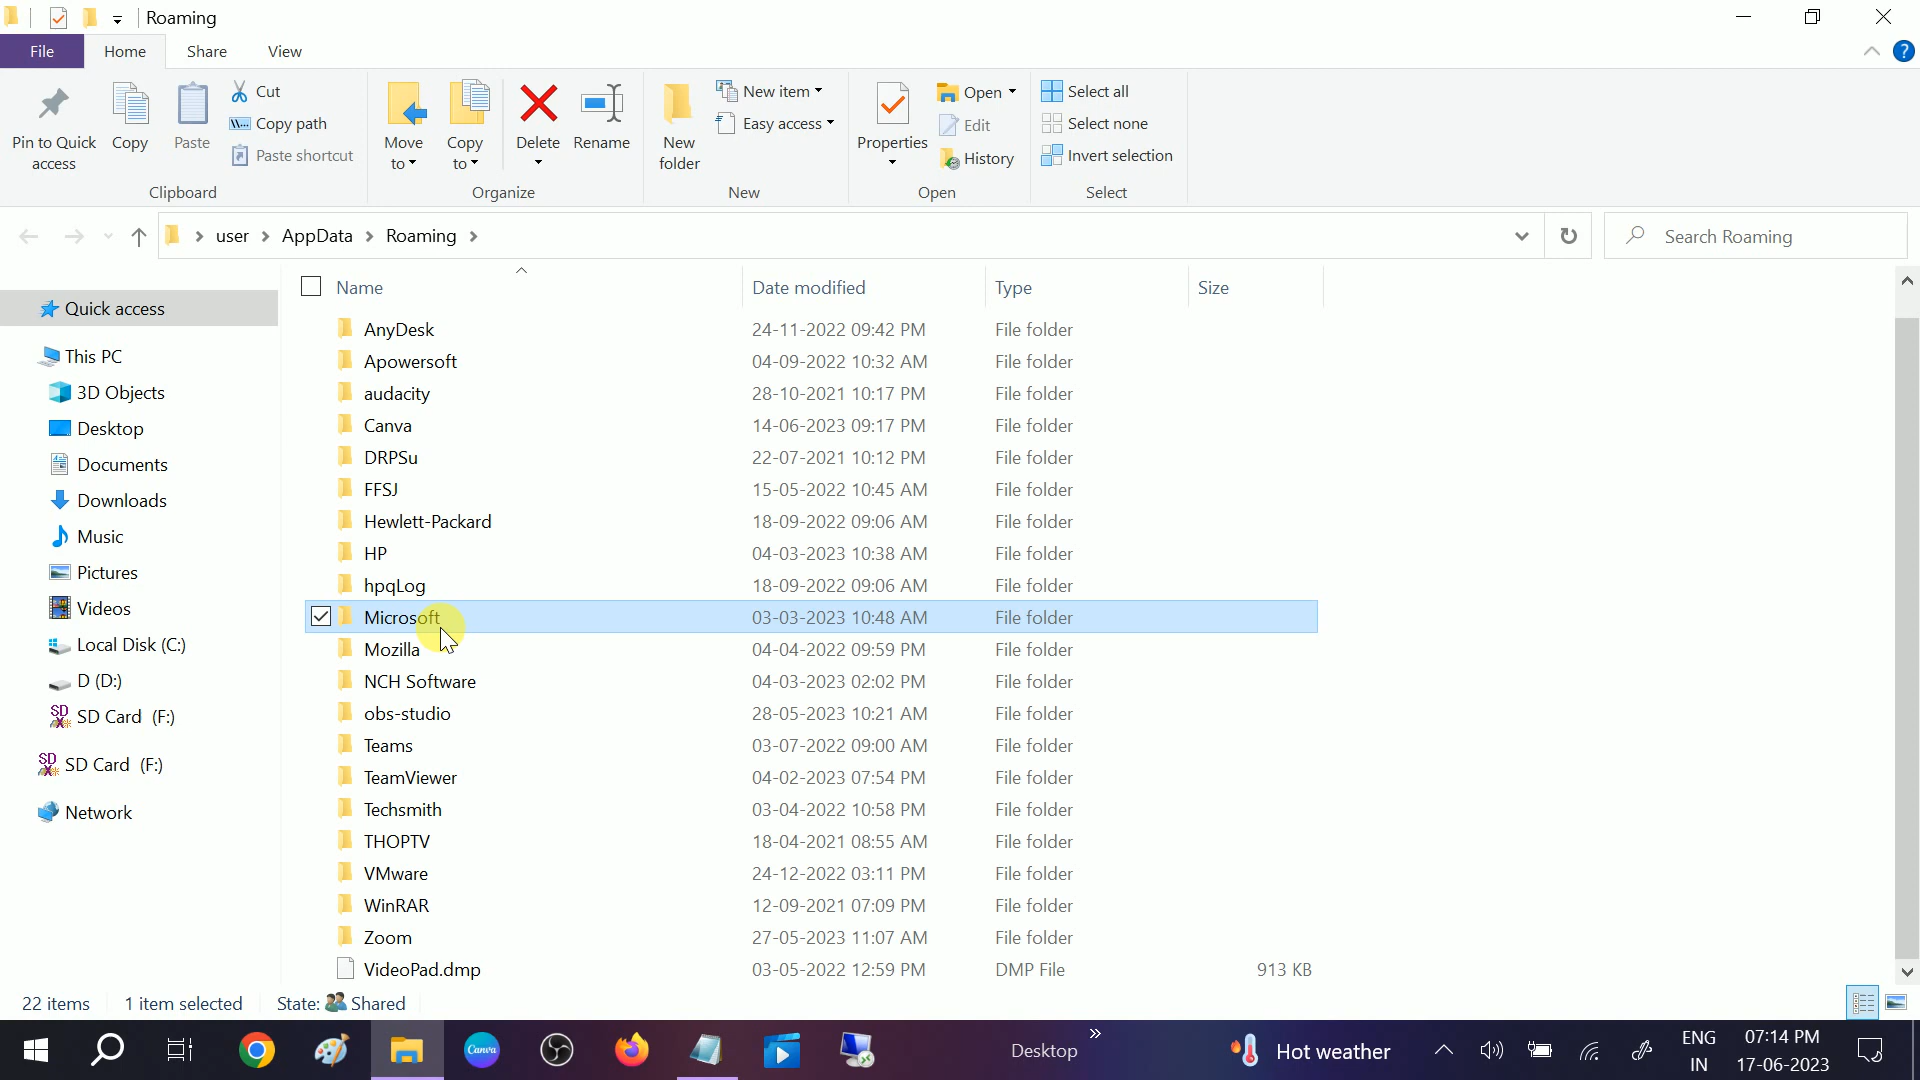 Roaming
File Home Share View
Pin to Quick access
Copy
Paste
Cut
Copy path
Paste shortcut
Clipboard
Move to
Copy to
Delete
Rename
Organize
New folder
New item
Easy access
New
Properties
Open
Edit
History
Open
Select all
Select none
Invert selection
Select
user AppData Roaming
Search Roaming
Quick access
This PC
3D Objects
Desktop
Documents
Downloads
Music
Pictures
Videos
Local Disk (C:)
D (D:)
SD Card (F:)
SD Card (F:)
Network
Name Date modified Type Size
AnyDesk 24-11-2022 09:42 PM File folder
Apowersoft 04-09-2022 10:32 AM File folder
audacity 28-10-2021 10:17 PM File folder
Canva 14-06-2023 09:17 PM File folder
DRPSu 22-07-2021 10:12 PM File folder
FFSJ 15-05-2022 10:45 AM File folder
Hewlett-Packard 18-09-2022 09:06 AM File folder
HP 04-03-2023 10:38 AM File folder
hpqLog 18-09-2022 09:06 AM File folder
Microsoft 03-03-2023 10:48 AM File folder
Mozilla 04-04-2022 09:59 PM File folder
NCH Software 04-03-2023 02:02 PM File folder
obs-studio 28-05-2023 10:21 AM File folder
Teams 03-07-2022 09:00 AM File folder
TeamViewer 04-02-2023 07:54 PM File folder
Techsmith 03-04-2022 10:58 PM File folder
THOPTV 18-04-2021 08:55 AM File folder
VMware 24-12-2022 03:11 PM File folder
WinRAR 12-09-2021 07:09 PM File folder
Zoom 27-05-2023 11:07 AM File folder
VideoPad.dmp 03-05-2022 12:59 PM DMP File 913 KB
22 items 1 item selected State: Shared
Canva
Desktop
Hot weather
ENG
IN
07:14 PM
17-06-2023